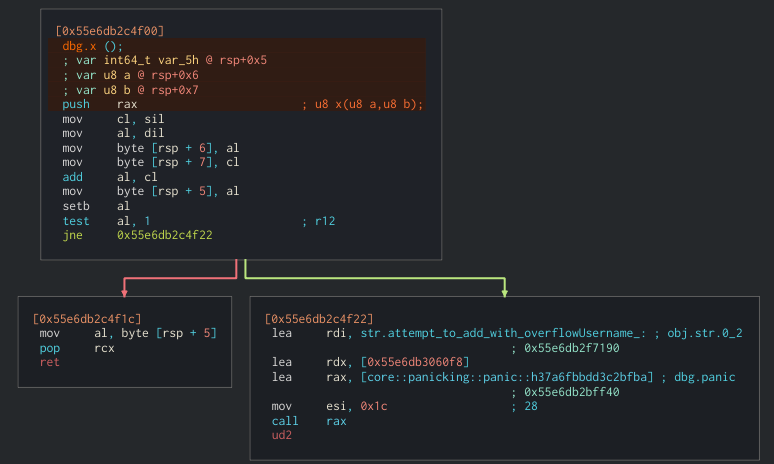 [0x55e6db2c4f00]
dbg.x ();
; var int64_t var_5h @ rsp+0x5
; var u8 a @ rsp+0x6
; var u8 b @ rsp+0x7
push rax ; u8 x(u8 a,u8 b);
mov cl, sil
mov al, dil
mov byte [rsp + 6], al
mov byte [rsp + 7], cl
add al, cl
mov byte [rsp + 5], al
setb al
test al, 1 ; r12
jne 0x55e6db2c4f22
[0x55e6db2c4f1c]
mov al, byte [rsp + 5]
pop rcx
ret
[0x55e6db2c4f22]
lea rdi, str.attempt_to_add_with_overflowUsername_: ; obj.str.0_2
; 0x55e6db2f7190
lea rdx, [0x55e6db3060f8]
lea rax, [core::panicking::panic::h37a6fbbdd3c2bfba] ; dbg.panic
; 0x55e6db2bff40
mov esi, 0x1c ; 28
call rax
ud2